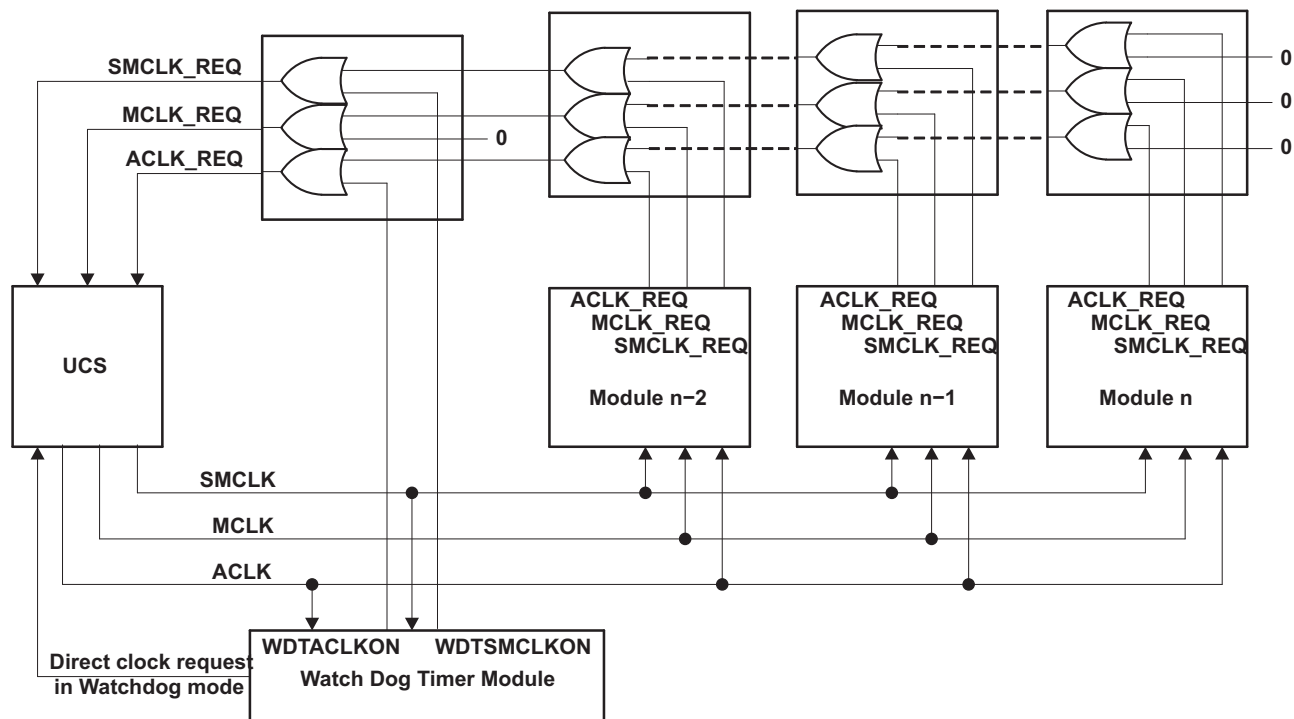 SMCLK_REQ
0
MCLK_REQ
0
0
ACLK_REQ
0
UCS
ACLK_REQ
MCLK_REQ
SMCLK_REQ
Module n−2
ACLK_REQ
MCLK_REQ
SMCLK_REQ
Module n−1
ACLK_REQ
MCLK_REQ
SMCLK_REQ
Module n
SMCLK
MCLK
ACLK
WDTACLKON
WDTSMCLKON
Watch Dog Timer Module
Direct clock request
in Watchdog mode